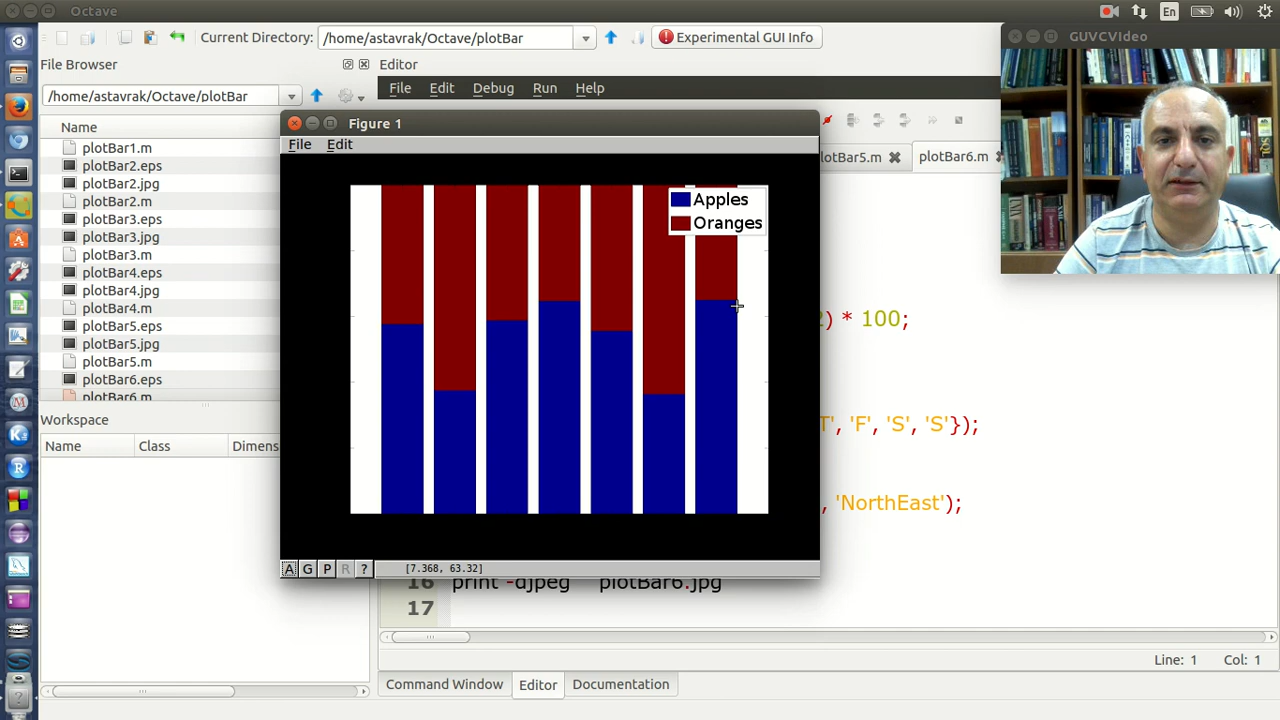 Octave
En
Current Directory: /home/astavrak/Octave/plotBar
Experimental GUI Info
GUVCVIdeo
File Browser
Editor
/home/astavrak/Octave/plotBar
File Edit Debug Run Help
Name
Figure 1
File Edit
plotBar1.m
plotBar2.eps
plotBar2.jpg
plotBar2.m
plotBar3.eps
plotBar3.jpg
plotBar3.m
plotBar4.eps
plotBar4.jpg
plotBar4.m
plotBar5.eps
plotBar5.jpg
plotBar5.m
plotBar6.eps
plotBar6.m
lotBar5.m
plotBar6.m
Apples
Oranges
2) * 100;
T', 'F', 'S', 'S'});
, 'NorthEast');
Workspace
Name Class Dimens
A G P R ? [7.368, 63.32]
16 print -djpeg plotBar6.jpg
17
Line: 1 Col: 1
Command Window Editor Documentation